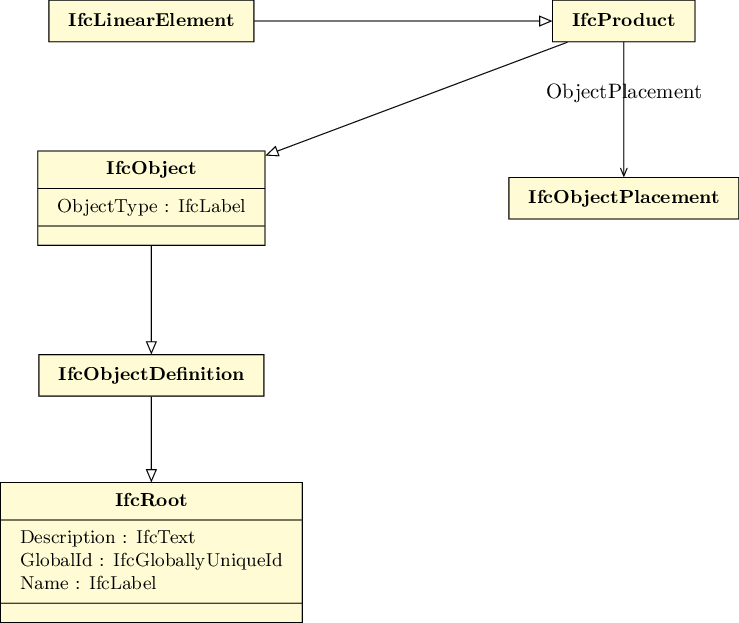 IfcLinearElement
IfcProduct
ObjectPlacement
IfcObject
ObjectType : IfcLabel
IfcObjectPlacement
IfcObjectDefinition
IfcRoot
Description : IfcText
GlobalId : IfcGloballyUniqueId
Name : IfcLabel